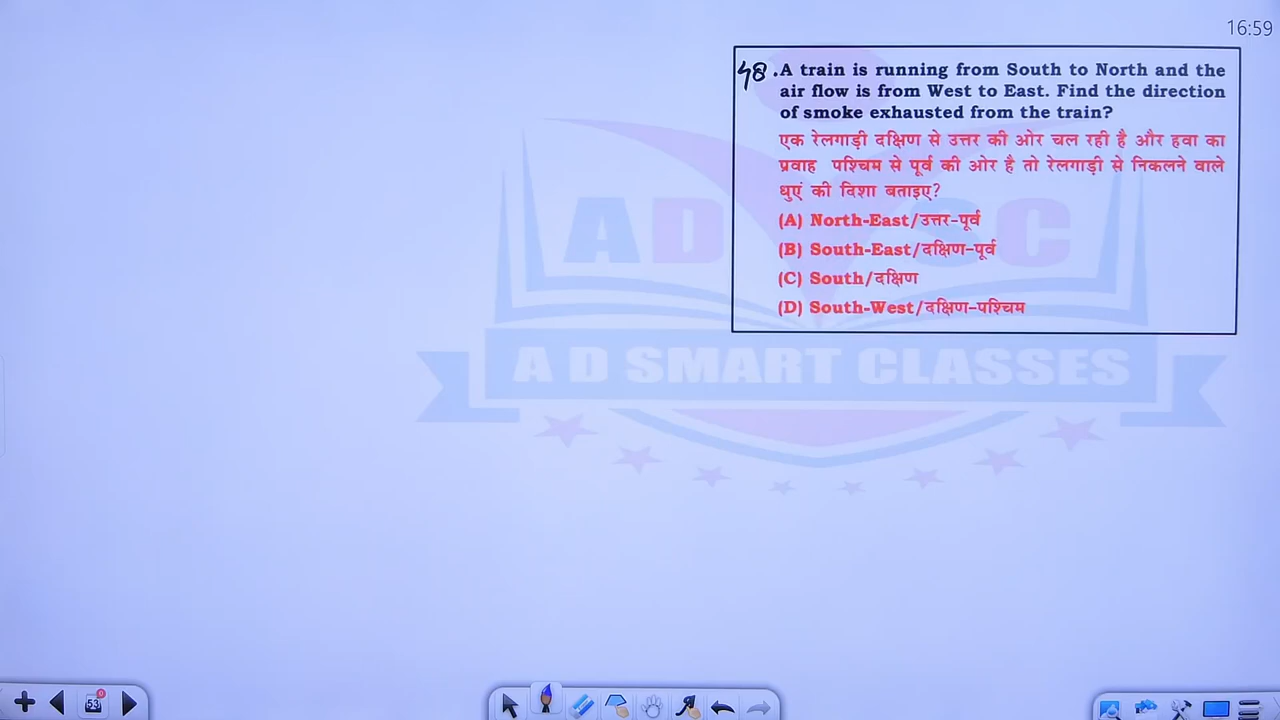 16:59
48. A train is running from South to North and the
air flow is from West to East. Find the direction
of smoke exhausted from the train?
एक रेलगाड़ी दक्षिण से उत्तर की ओर चल रही है और हवा का
प्रवाह पश्चिम से पूर्व की ओर है तो रेलगाड़ी से निकलने वाले
धुएं की दिशा बताइए?
(A) North-East/उत्तर-पूर्व
(B) South-East/दक्षिण-पूर्व
(C) South/दक्षिण
(D) South-West/दक्षिण-पश्चिम
AD SC
A D SMART CLASSES
53
0